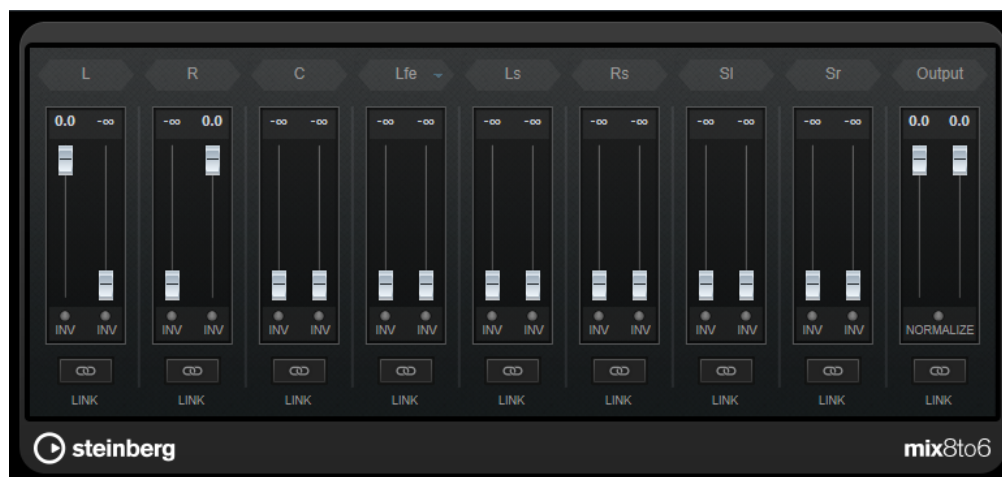 L R C Lfe Ls Rs Sl Sr Output
0.0 -∞ -∞ 0.0 -∞ -∞ -∞ -∞ -∞ -∞ -∞ -∞ -∞ -∞ -∞ -∞ 0.0 0.0
INV INV INV INV INV INV INV INV INV INV INV INV INV INV INV INV NORMALIZE
LINK LINK LINK LINK LINK LINK LINK LINK LINK
steinberg mix8to6